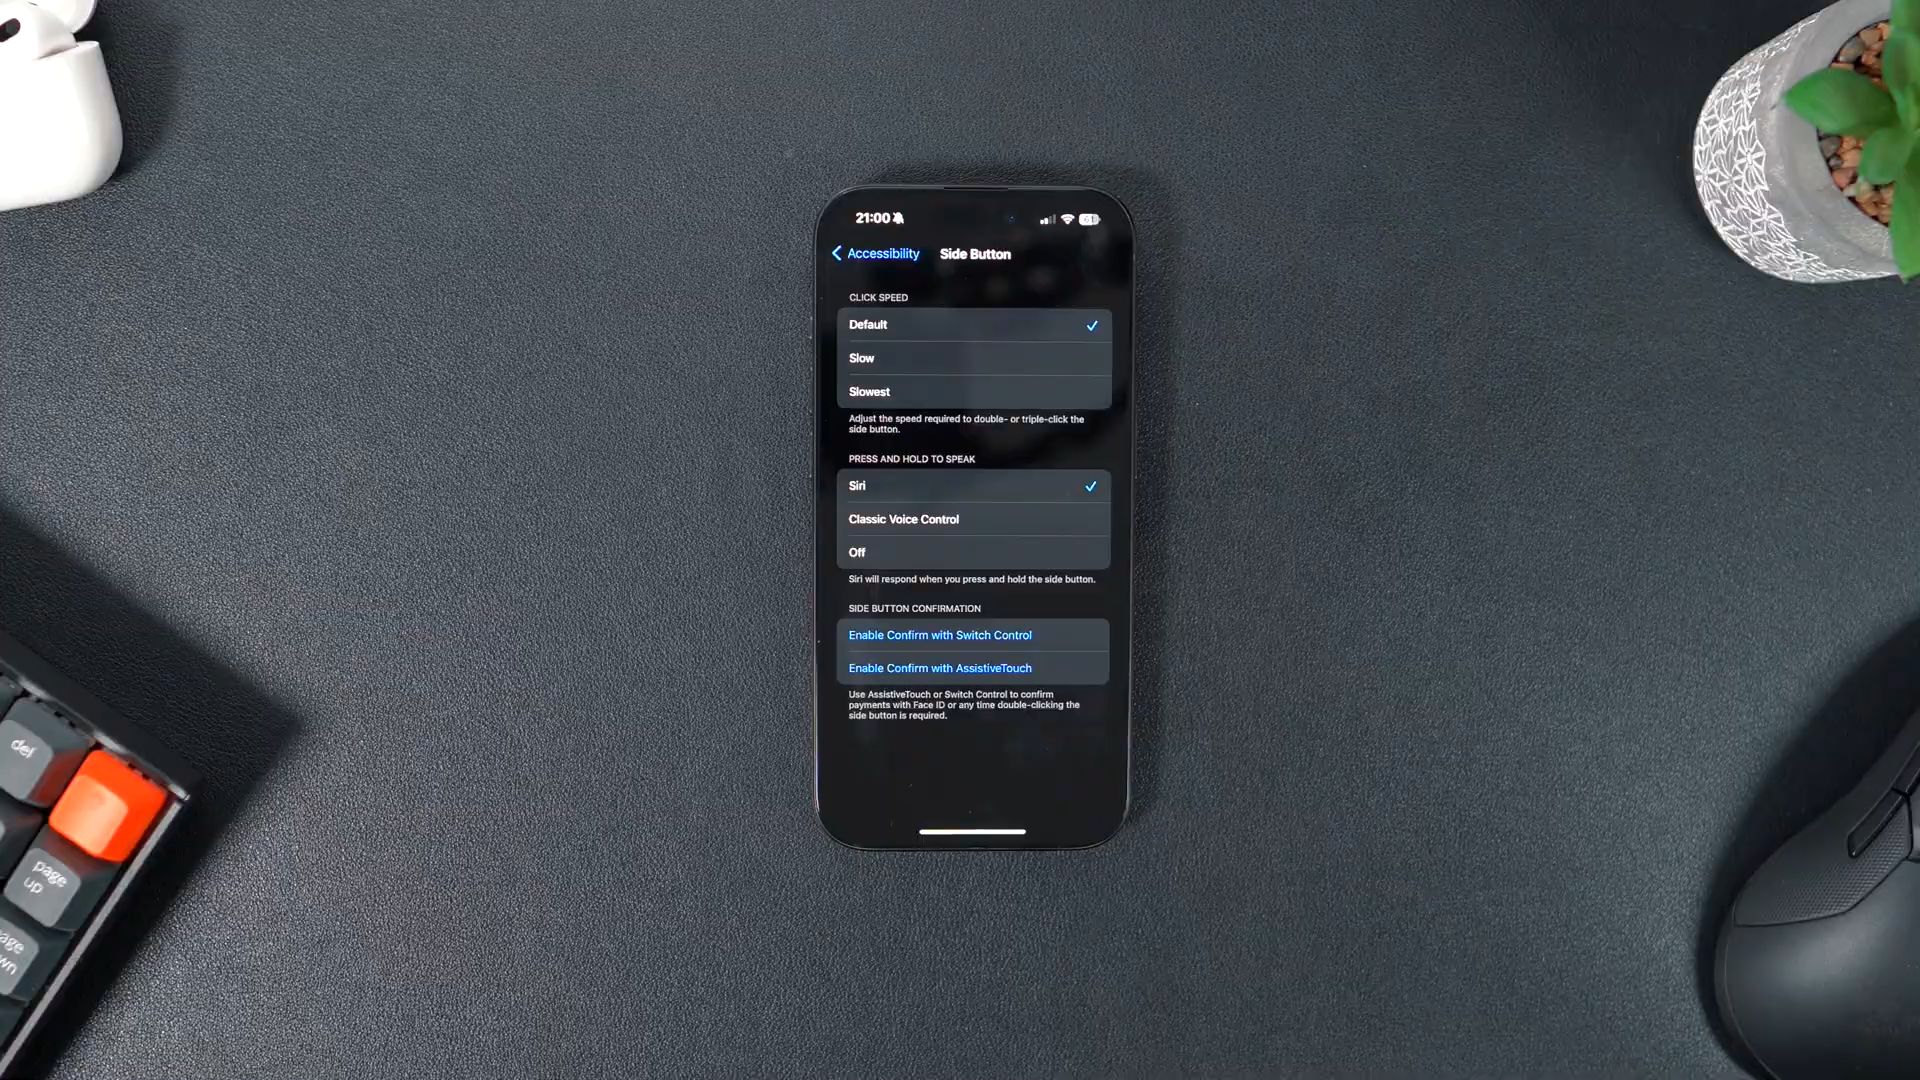 21:00
61
Accessibility
Side Button
CLICK SPEED
Default
Slow
Slowest
Adjust the speed required to double- or triple-click the
side button.
PRESS AND HOLD TO SPEAK
Siri
Classic Voice Control
Off
Siri will respond when you press and hold the side button.
SIDE BUTTON CONFIRMATION
Enable Confirm with Switch Control
Enable Confirm with AssistiveTouch
Use AssistiveTouch or Switch Control to confirm
payments with Face ID or any time double-clicking the
side button is required.
del
page
up
age
wn